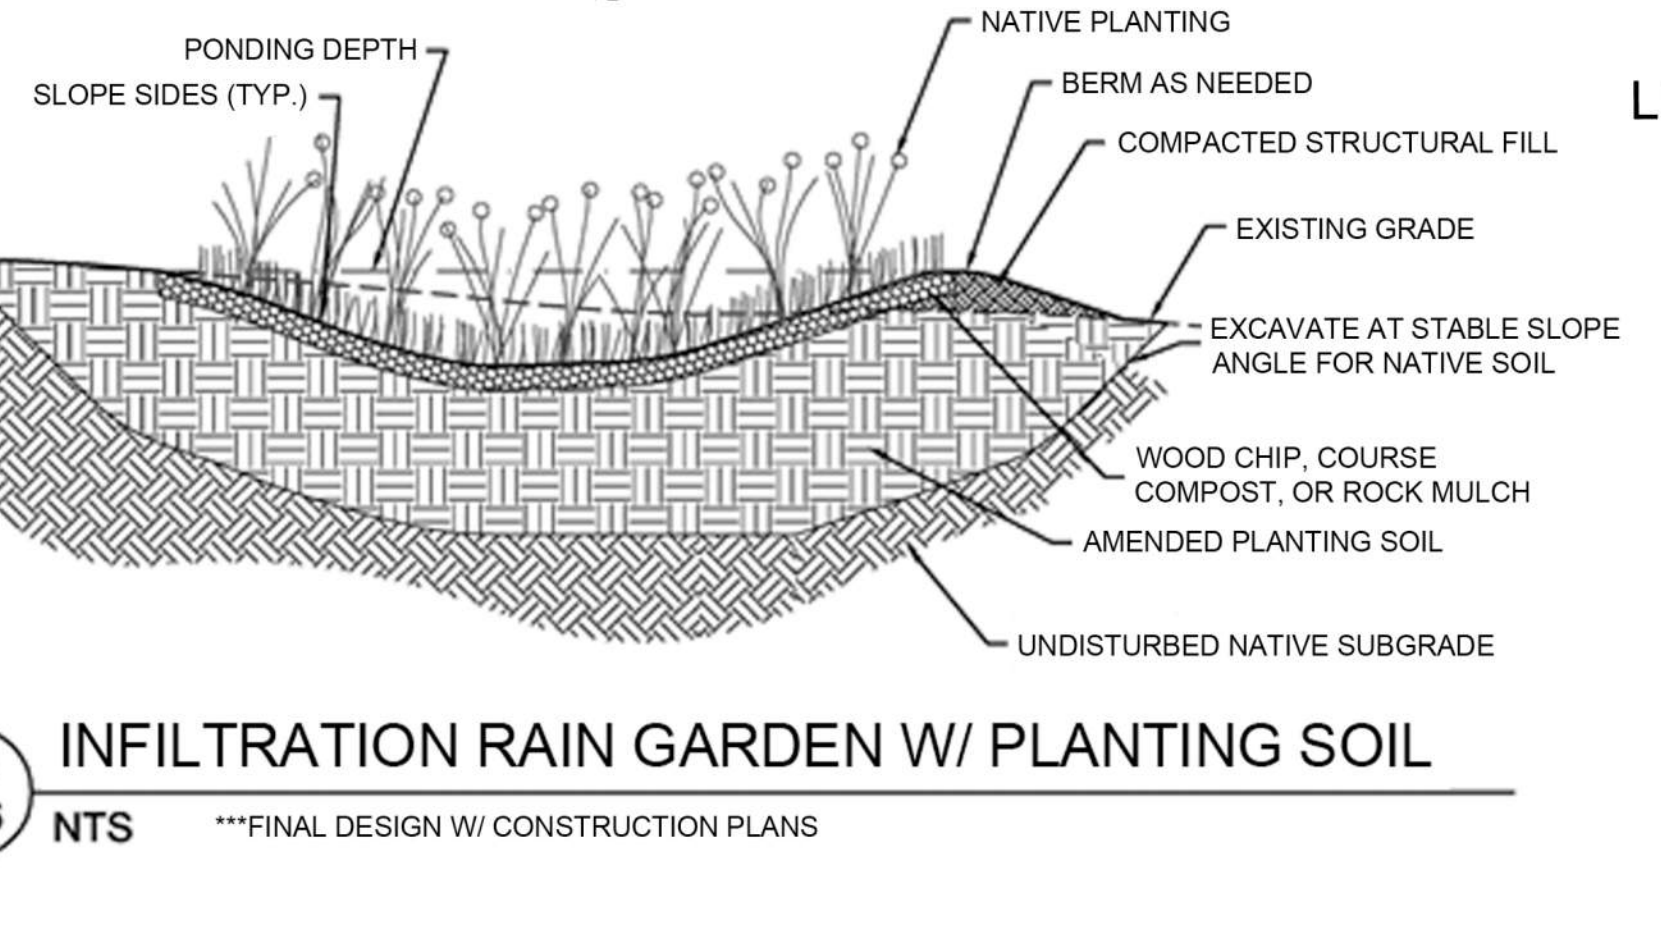 NATIVE PLANTING
PONDING DEPTH
BERM AS NEEDED
SLOPE SIDES (TYP.)
L
COMPACTED STRUCTURAL FILL
EXISTING GRADE
EXCAVATE AT STABLE SLOPE
ANGLE FOR NATIVE SOIL
WOOD CHIP, COURSE
COMPOST, OR ROCK MULCH
AMENDED PLANTING SOIL
UNDISTURBED NATIVE SUBGRADE
INFILTRATION RAIN GARDEN W/ PLANTING SOIL
NTS
***FINAL DESIGN W/ CONSTRUCTION PLANS